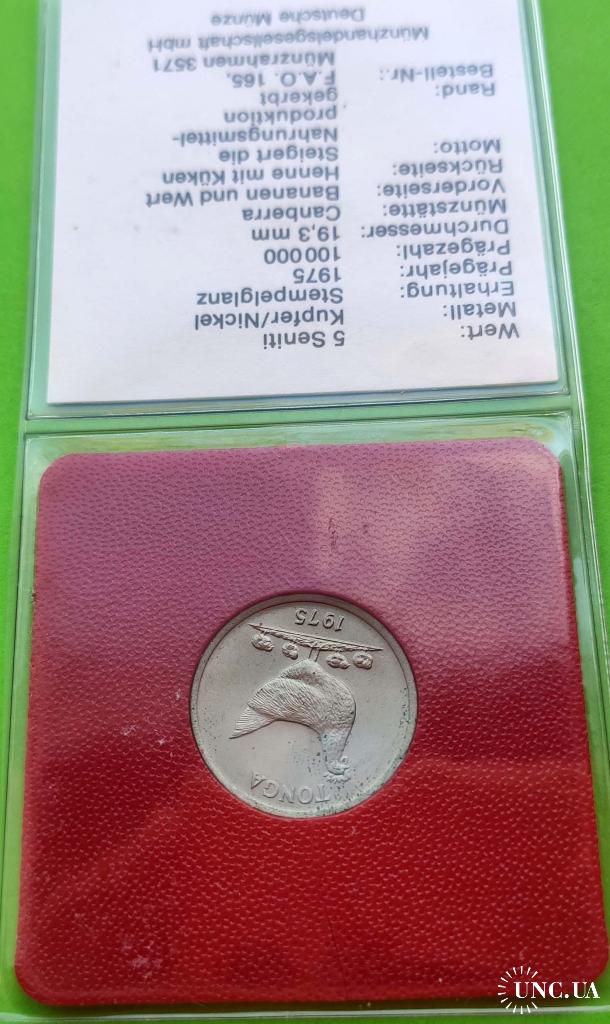 Wert: 5 Seniti
Metall: Kupfer/Nickel
Erhaltung: Stempelglanz
Prägejahr: 1975
Prägezahl: 100 000
Durchmesser: 19,3 mm
Münzstätte: Canberra
Vorderseite: Bananen und Wert
Rückseite: Henne mit Küken
Motto: Steigert die
Nahrungsmittel-
produktion
Rand: gekerbt
Bestell-Nr.: F.A.O. 165,
Münzrahmen 3571
Münzhandelsgesellschaft mbH
Deutsche Münze
TONGA
1975
UNC.UA